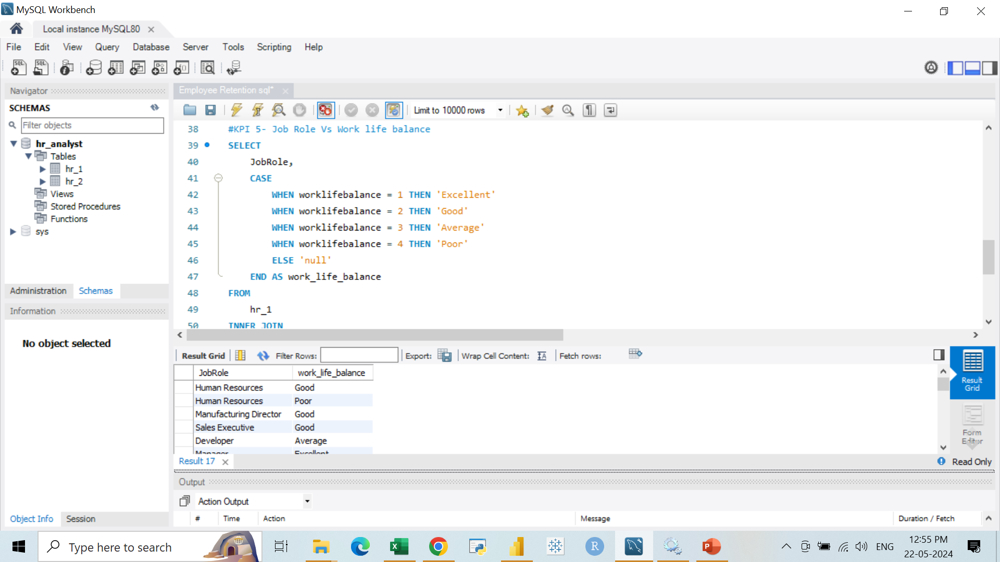 MySQL Workbench
Local instance MySQL80
File Edit View Query Database Server Tools Scripting Help
Navigator
SCHEMAS
Filter objects
hr_analyst
Tables
hr_1
hr_2
Views
Stored Procedures
Functions
sys
Administration Schemas
Information
No object selected
Object Info Session
Employee Retention sql*
Limit to 10000 rows
38 #KPI 5- Job Role Vs Work life balance
39 SELECT
40 JobRole,
41 CASE
42 WHEN worklifebalance = 1 THEN 'Excellent'
43 WHEN worklifebalance = 2 THEN 'Good'
44 WHEN worklifebalance = 3 THEN 'Average'
45 WHEN worklifebalance = 4 THEN 'Poor'
46 ELSE 'null'
47 END AS work_life_balance
48 FROM
49 hr_1
50 INNER JOIN
Result Grid Filter Rows: Export: Wrap Cell Content: Fetch rows:
JobRole work_life_balance
Human Resources Good
Human Resources Poor
Manufacturing Director Good
Sales Executive Good
Developer Average
Manager Excellent
Result Grid
Form Editor
Result 17
Read Only
Output
Action Output
# Time Action Message Duration / Fetch
Type here to search
ENG
12:55 PM
22-05-2024